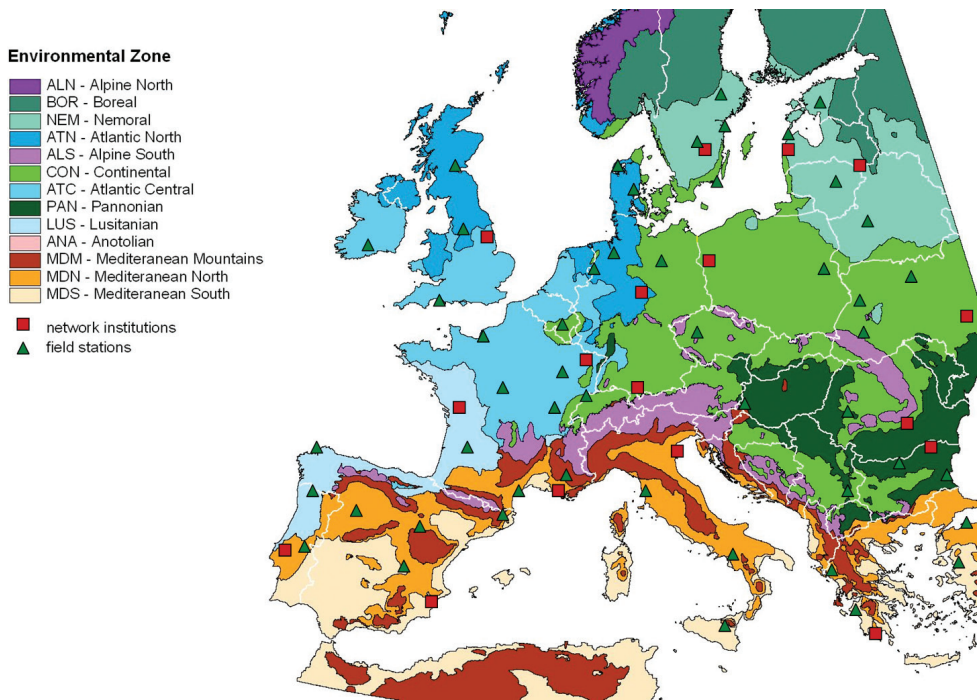 Environmental Zone
ALN - Alpine North
BOR - Boreal
NEM - Nemoral
ATN - Atlantic North
ALS - Alpine South
CON - Continental
ATC - Atlantic Central
PAN - Pannonian
LUS - Lusitanian
ANA - Anotolian
MDM - Mediteranean Mountains
MDN - Mediteranean North
MDS - Mediteranean South
network institutions
field stations